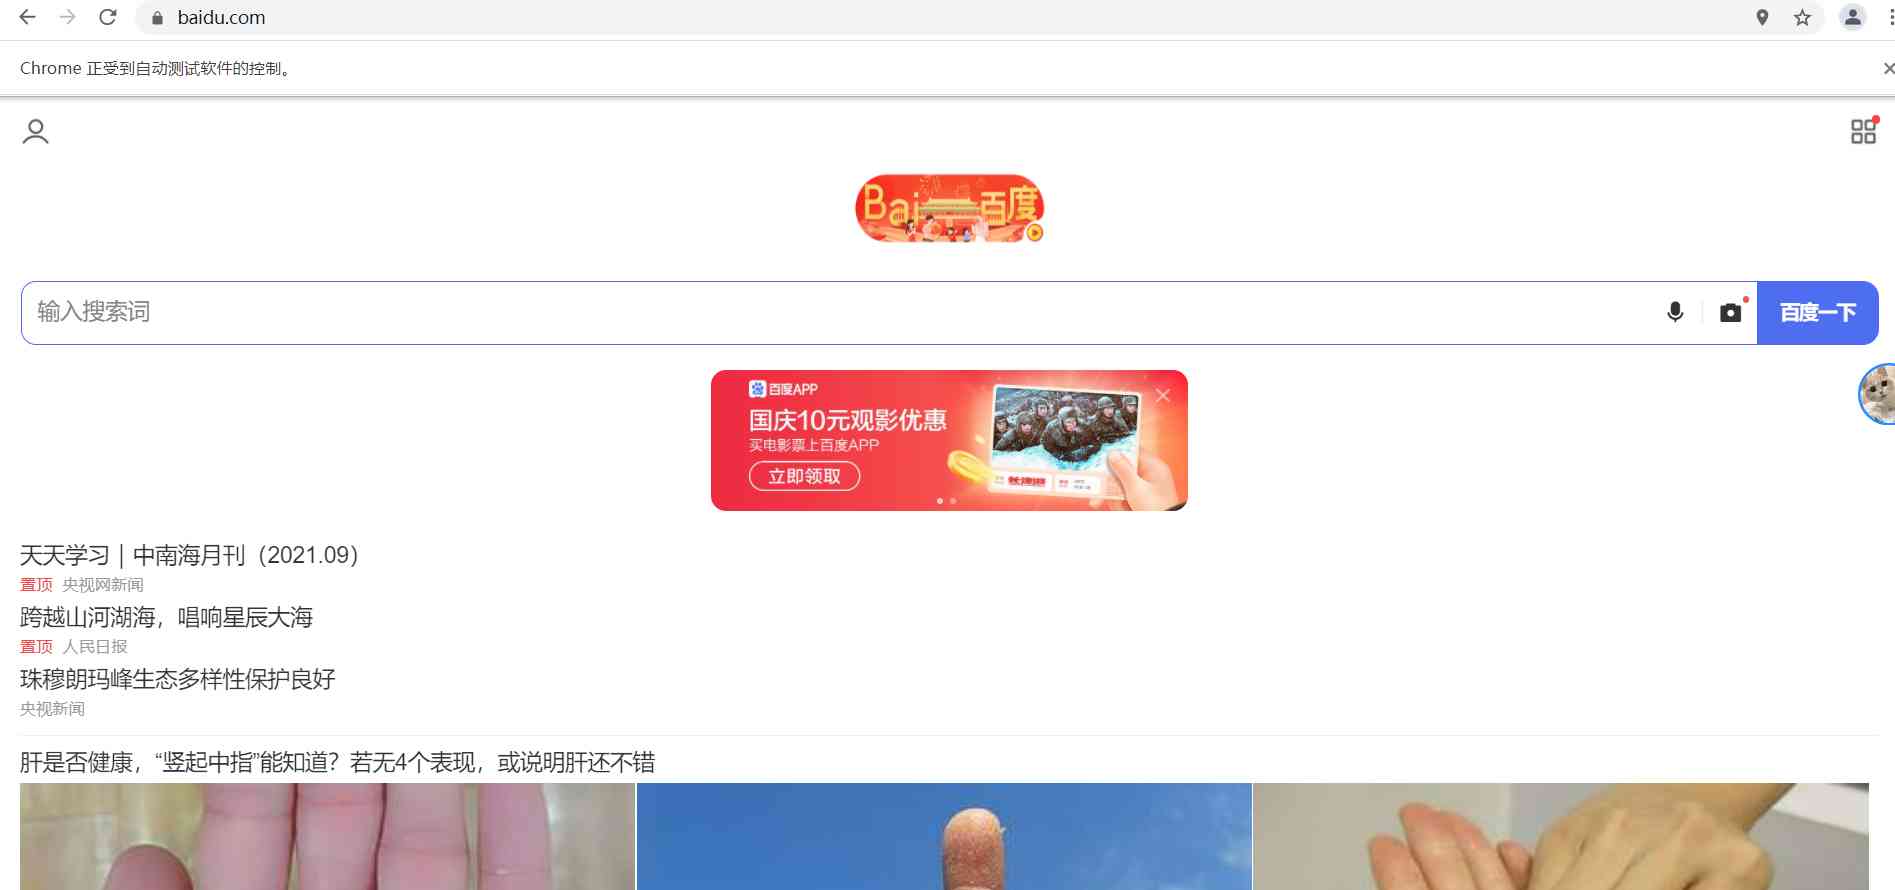 baidu.com
Chrome 正受到自动测试软件的控制。
Bai 百度
输入搜索词
百度一下
百度APP
国庆10元观影优惠
买电影票上百度APP
立即领取
天天学习｜中南海月刊（2021.09）
置顶 央视网新闻
跨越山河湖海，唱响星辰大海
置顶 人民日报
珠穆朗玛峰生态多样性保护良好
央视新闻
肝是否健康，“竖起中指”能知道？若无4个表现，或说明肝还不错